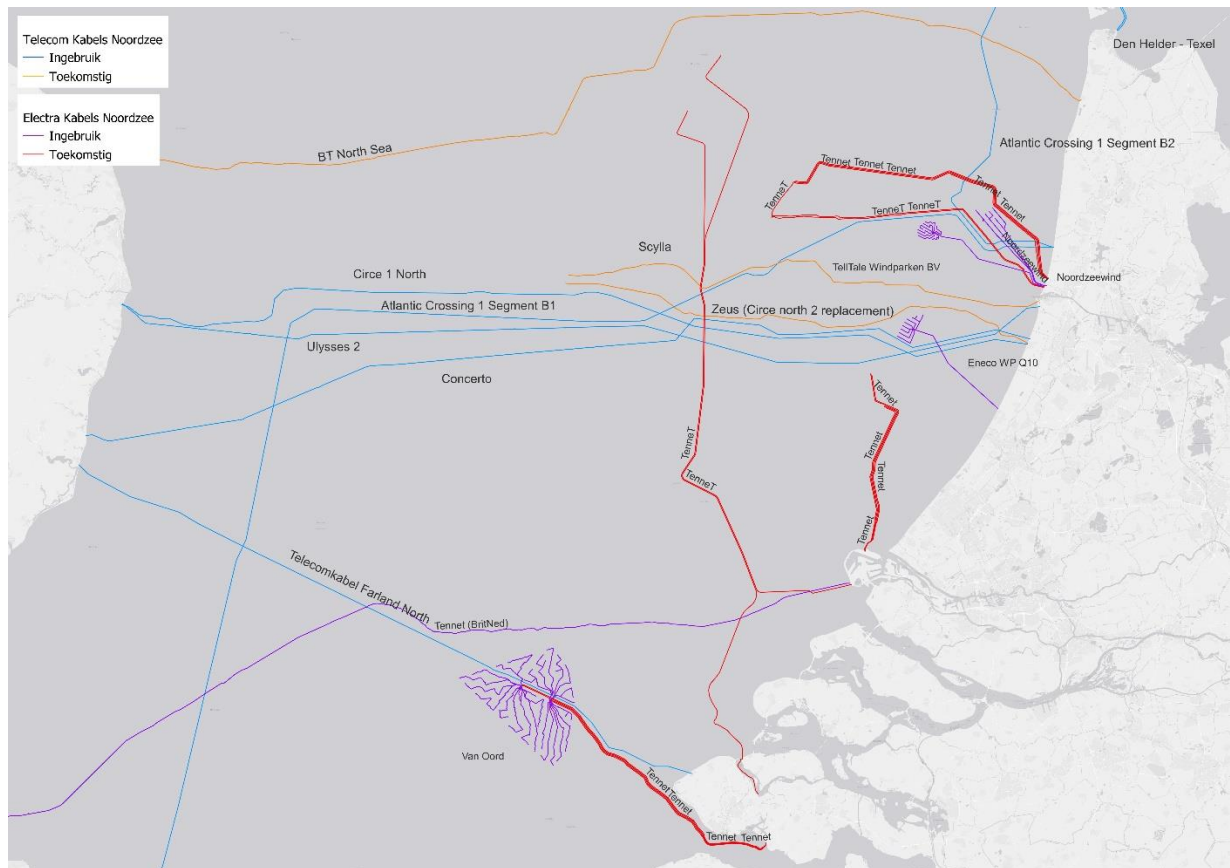 Telecom Kabels Noordzee
Ingebruik
Toekomstig
Electra Kabels Noordzee
Ingebruik
Toekomstig
Den Helder - Texel
BT North Sea
Atlantic Crossing 1 Segment B2
Tennet Tennet Tennet
Tennet
Tennet
TenneT
TenneT TenneT
Noordzeewind
Noordzeewind
Scylla
TellTale Windparken BV
Circe 1 North
Atlantic Crossing 1 Segment B1
Zeus (Circe north 2 replacement)
Ulysses 2
Eneco WP Q10
Concerto
Tennet
Tennet
Tennet
Tennet
TenneT
TenneT
Telecomkabel Farland North
Tennet (BritNed)
Van Oord
TennetTennet
Tennet Tennet